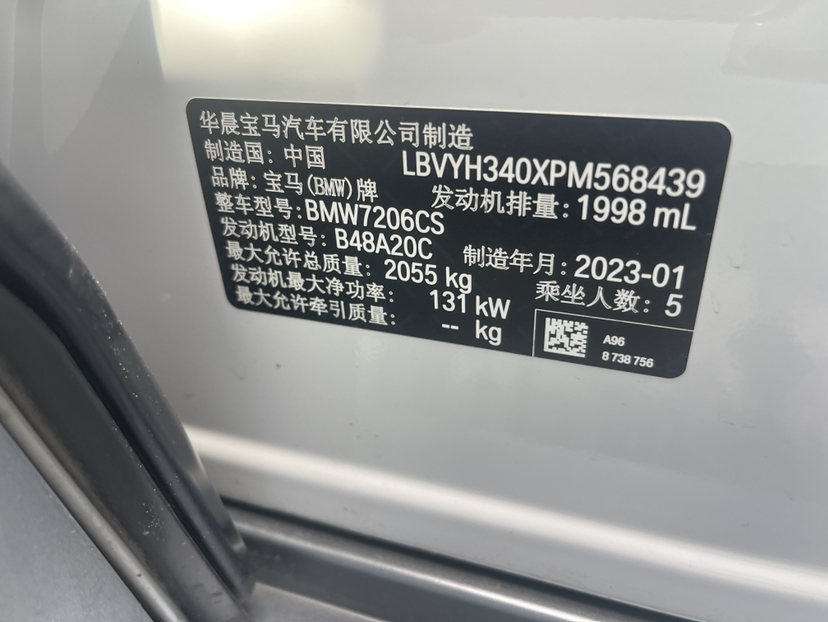 华晨宝马汽车有限公司制造
制造国: 中国
LBVYH340XPM568439
品牌: 宝马(BMW)牌
发动机排量: 1998 mL
整车型号: BMW7206CS
发动机型号: B48A20C
制造年月: 2023-01
最大允许总质量: 2055 kg
乘坐人数: 5
发动机最大净功率: 131 kW
最大允许牵引质量: -- kg
A96
8 738 756